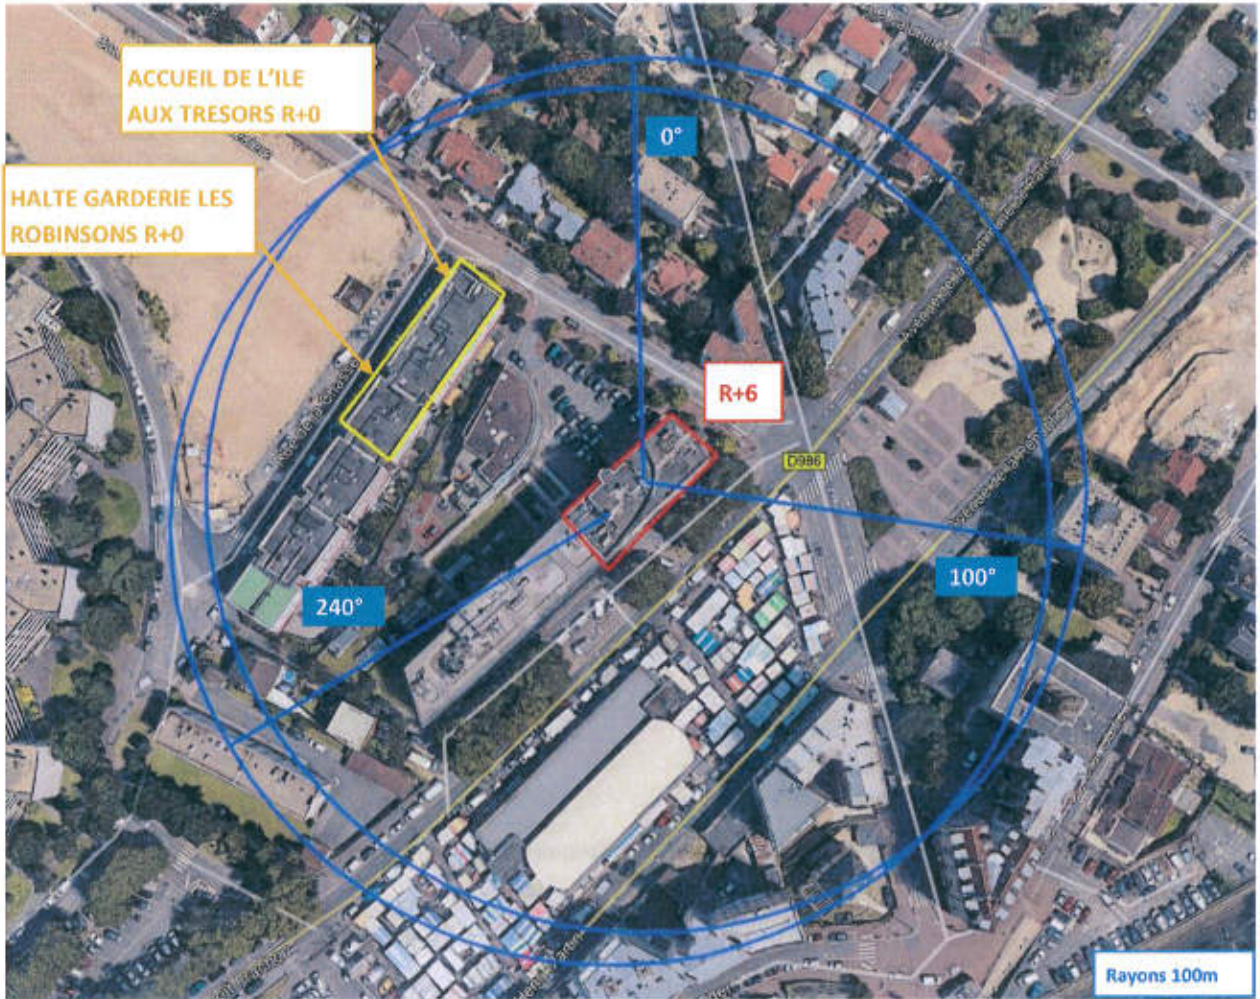 ACCUEIL DE L'ILE
AUX TRESORS R+0
0°
HALTE GARDERIE LES
ROBINSONS R+0
R+6
D986
100°
240°
Rayons 100m